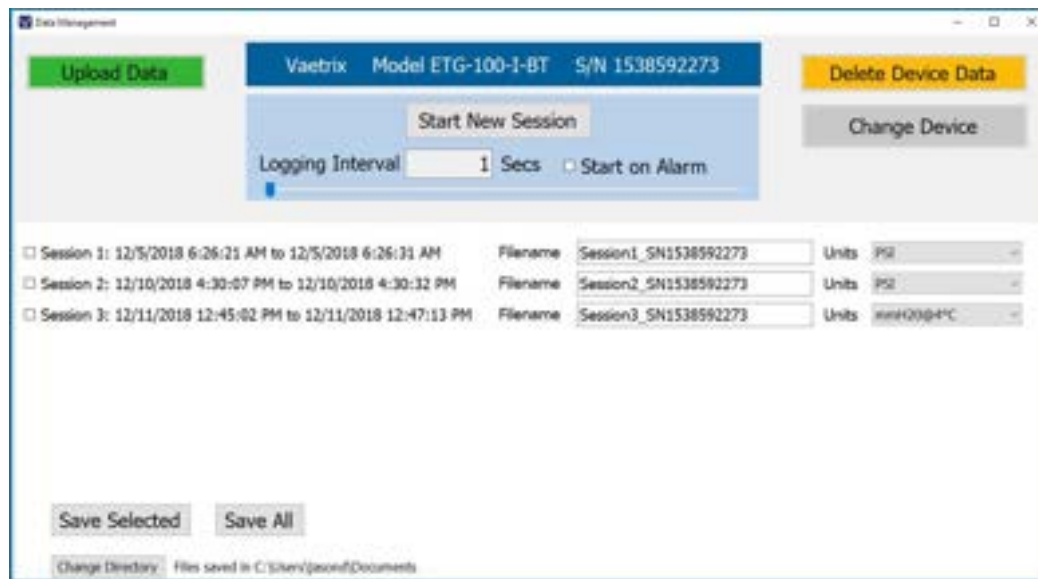 Data Management
Upload Data
Vaetrix Model ETG-100-I-BT S/N 1538592273
Delete Device Data
Start New Session
Change Device
Logging Interval 1 Secs Start on Alarm
Session 1: 12/5/2018 6:26:21 AM to 12/5/2018 6:26:31 AM Filename Session1_SN1538592273 Units PSI
Session 2: 12/10/2018 4:30:07 PM to 12/10/2018 4:30:32 PM Filename Session2_SN1538592273 Units PSI
Session 3: 12/11/2018 12:45:02 PM to 12/11/2018 12:47:13 PM Filename Session3_SN1538592273 Units mmH20@4°C
Save Selected Save All
Change Directory Files saved in C:\Users\jasond\Documents